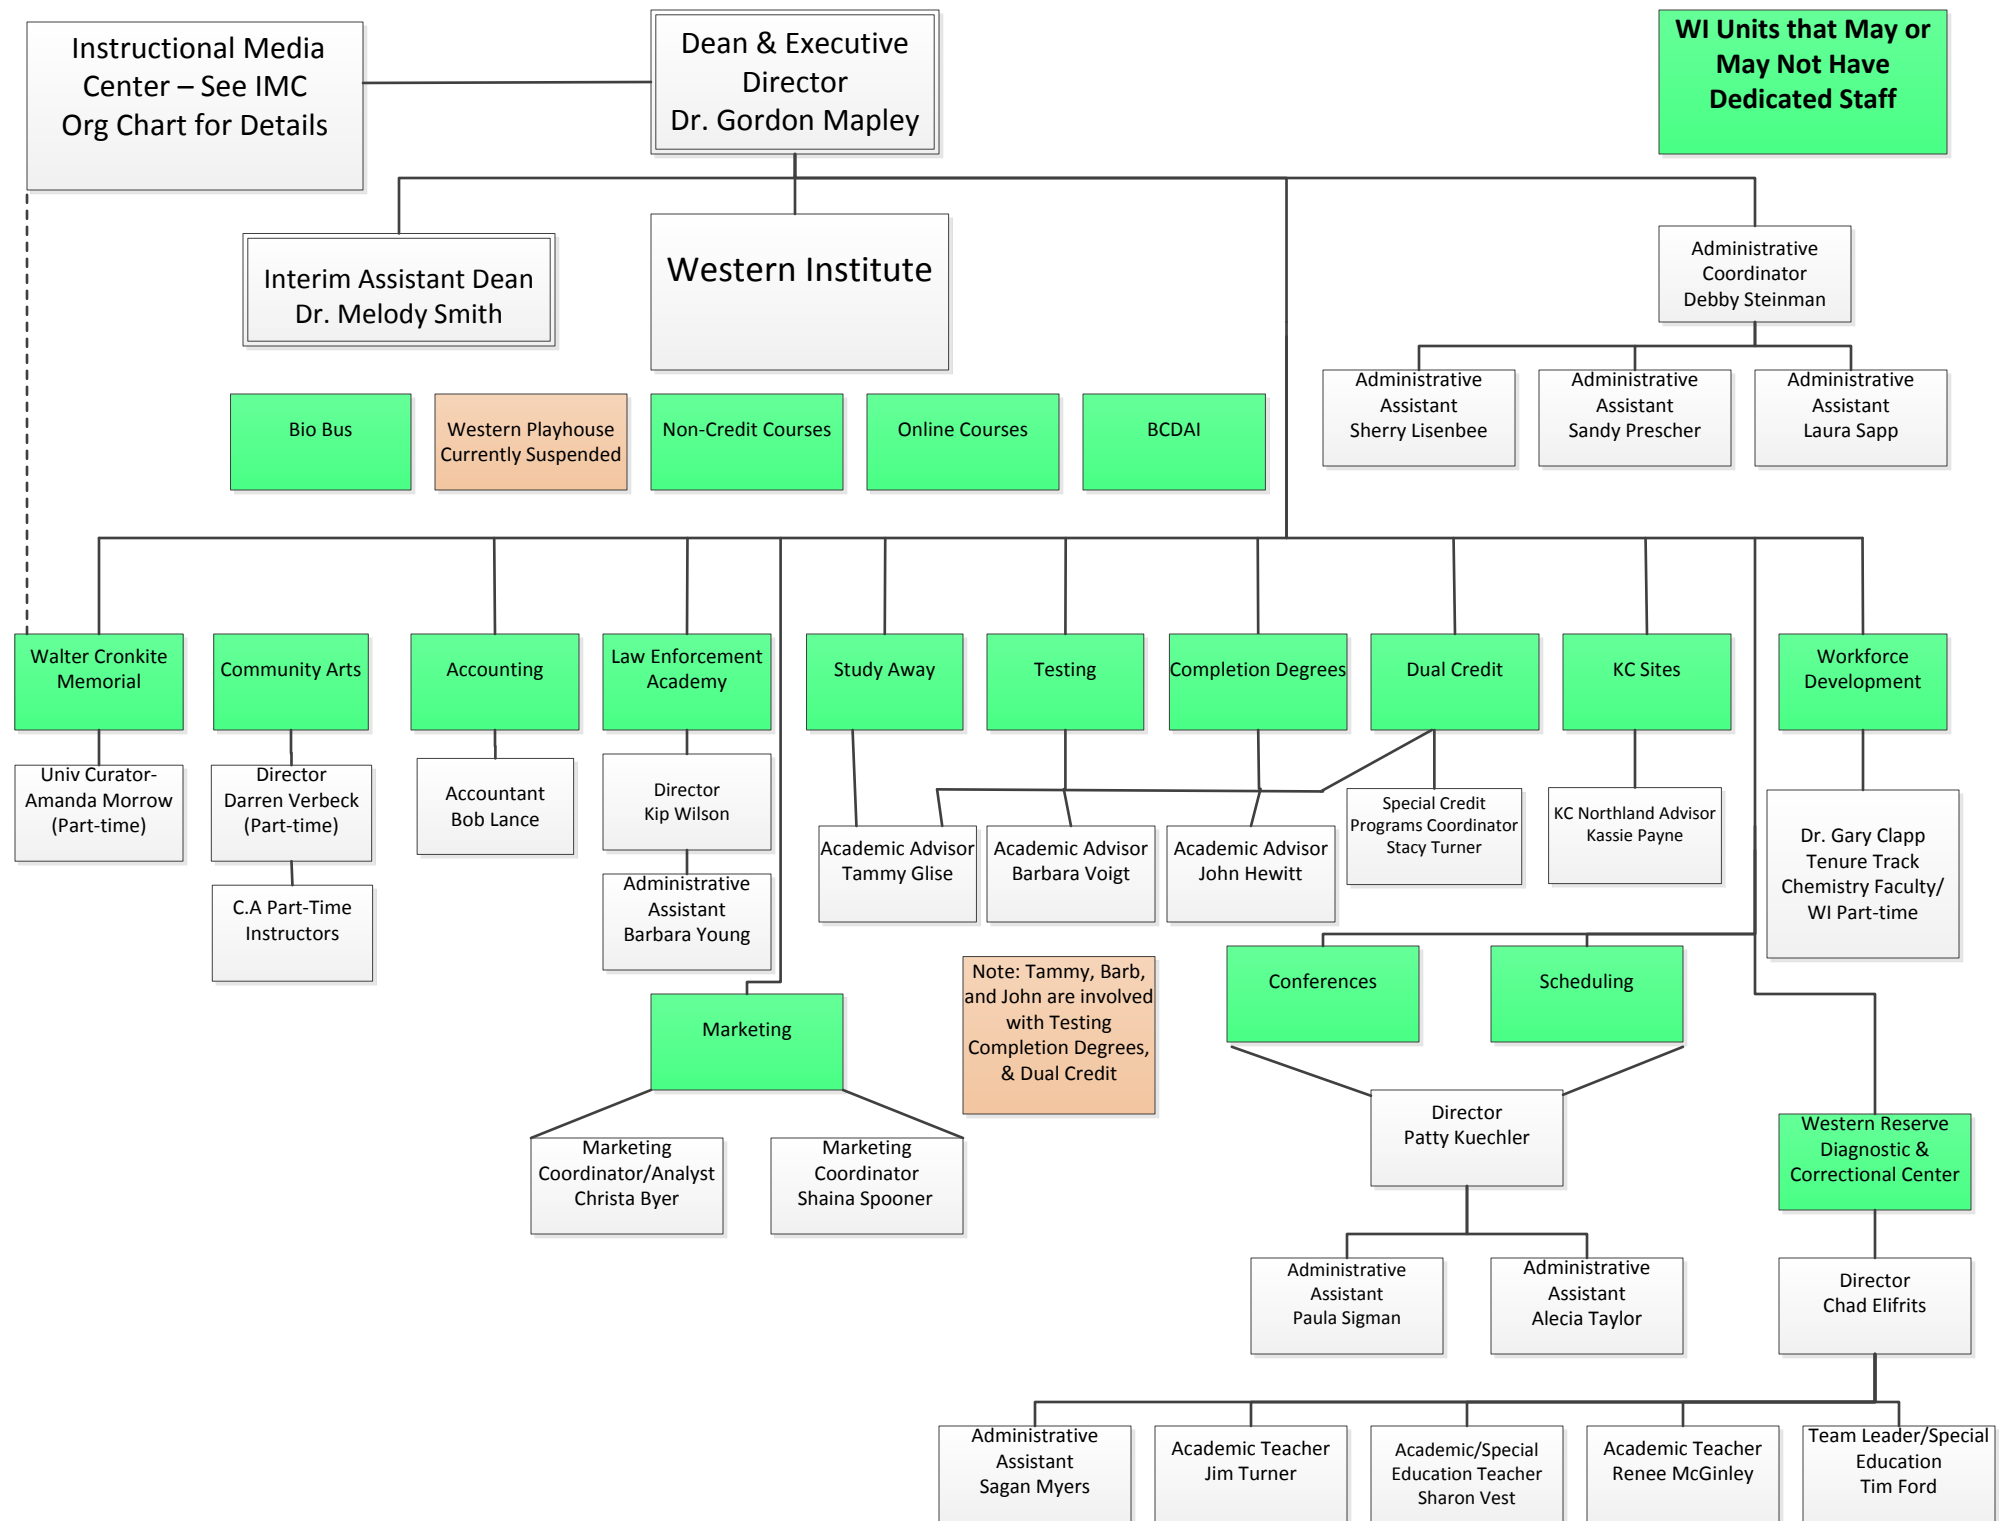 Instructional Media
Center – See IMC
Org Chart for Details
Dean & Executive
Director
Dr. Gordon Mapley
WI Units that May or
May Not Have
Dedicated Staff
Interim Assistant Dean
Dr. Melody Smith
Western Institute
Administrative
Coordinator
Debby Steinman
Administrative
Assistant
Sherry Lisenbee
Administrative
Assistant
Sandy Prescher
Administrative
Assistant
Laura Sapp
Bio Bus
Western Playhouse
Currently Suspended
Non-Credit Courses
Online Courses
BCDAI
Walter Cronkite
Memorial
Community Arts
Accounting
Law Enforcement
Academy
Study Away
Testing
Completion Degrees
Dual Credit
KC Sites
Workforce
Development
Univ Curator-
Amanda Morrow
(Part-time)
Director
Darren Verbeck
(Part-time)
Accountant
Bob Lance
Director
Kip Wilson
Academic Advisor
Tammy Glise
Academic Advisor
Barbara Voigt
Academic Advisor
John Hewitt
Special Credit
Programs Coordinator
Stacy Turner
KC Northland Advisor
Kassie Payne
Dr. Gary Clapp
Tenure Track
Chemistry Faculty/
WI Part-time
C.A Part-Time
Instructors
Administrative
Assistant
Barbara Young
Note: Tammy, Barb,
and John are involved
with Testing
Completion Degrees,
& Dual Credit
Conferences
Scheduling
Marketing
Marketing
Coordinator/Analyst
Christa Byer
Marketing
Coordinator
Shaina Spooner
Director
Patty Kuechler
Western Reserve
Diagnostic &
Correctional Center
Administrative
Assistant
Paula Sigman
Administrative
Assistant
Alecia Taylor
Director
Chad Elifrits
Administrative
Assistant
Sagan Myers
Academic Teacher
Jim Turner
Academic/Special
Education Teacher
Sharon Vest
Academic Teacher
Renee McGinley
Team Leader/Special
Education
Tim Ford